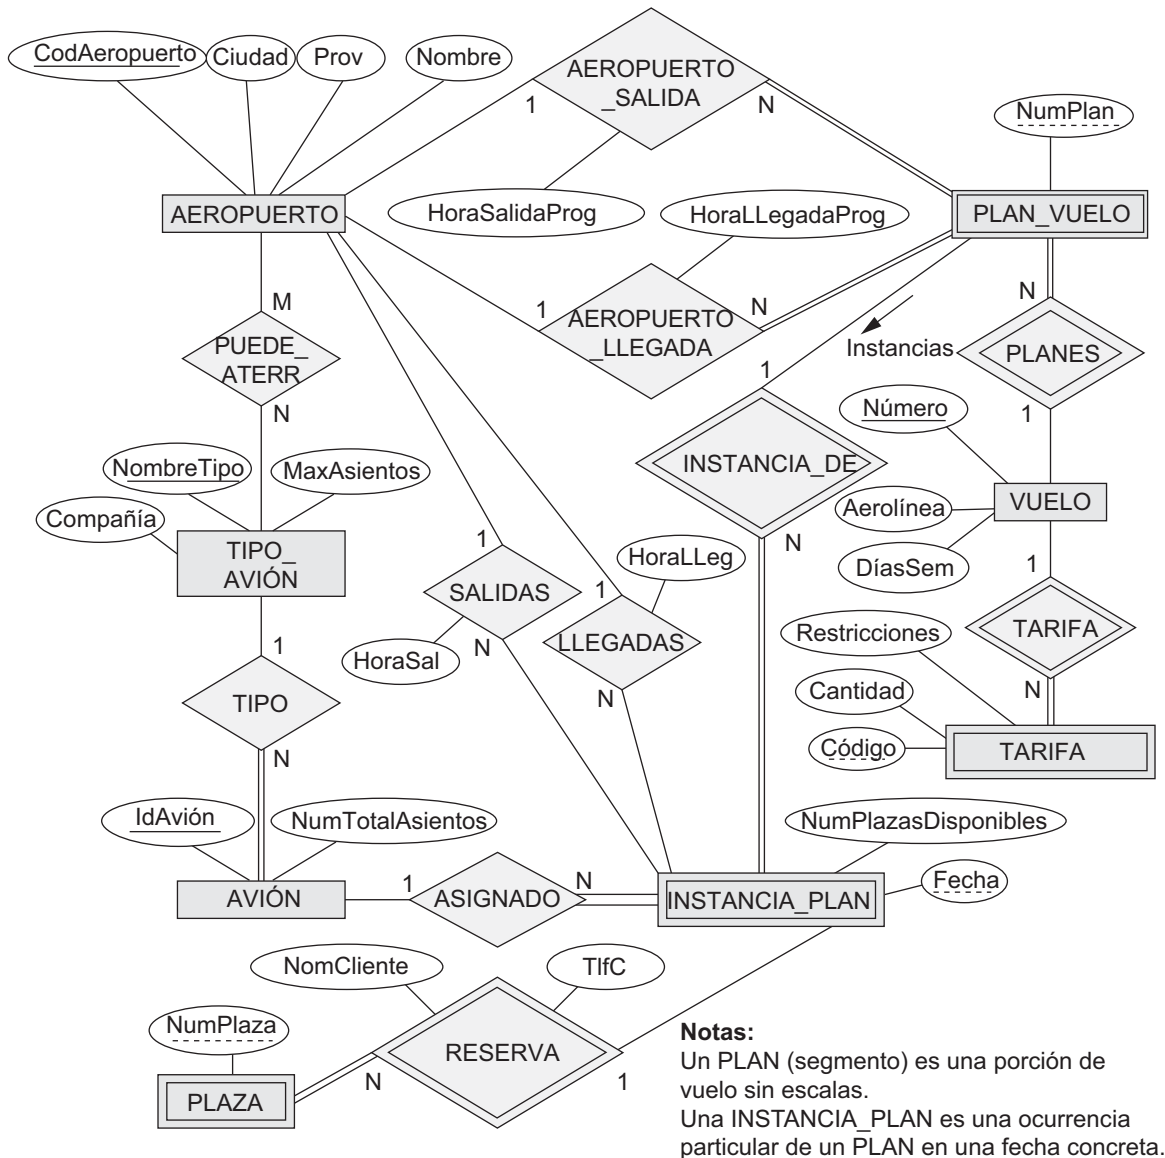 CodAeropuerto
Ciudad
Prov
Nombre
AEROPUERTO
_SALIDA
1
N
NumPlan
HoraSalidaProg
HoraLLegadaProg
AEROPUERTO
PLAN_VUELO
M
1
AEROPUERTO
_LLEGADA
N
Instancias
N
PLANES
PUEDE_
ATERR
1
1
N
Número
NombreTipo
MaxAsientos
INSTANCIA_DE
Compañía
Aerolínea
VUELO
TIPO_
AVIÓN
1
N
HoraLLeg
DíasSem
1
SALIDAS
1
TARIFA
Restricciones
1
HoraSal
N
LLEGADAS
N
Cantidad
N
TIPO
Código
TARIFA
N
IdAvión
NumTotalAsientos
NumPlazasDisponibles
AVIÓN
1
ASIGNADO
N
INSTANCIA_PLAN
Fecha
NomCliente
TlfC
NumPlaza
RESERVA
N
1
PLAZA
Notas:
Un PLAN (segmento) es una porción de
vuelo sin escalas.
Una INSTANCIA_PLAN es una ocurrencia
particular de un PLAN en una fecha concreta.